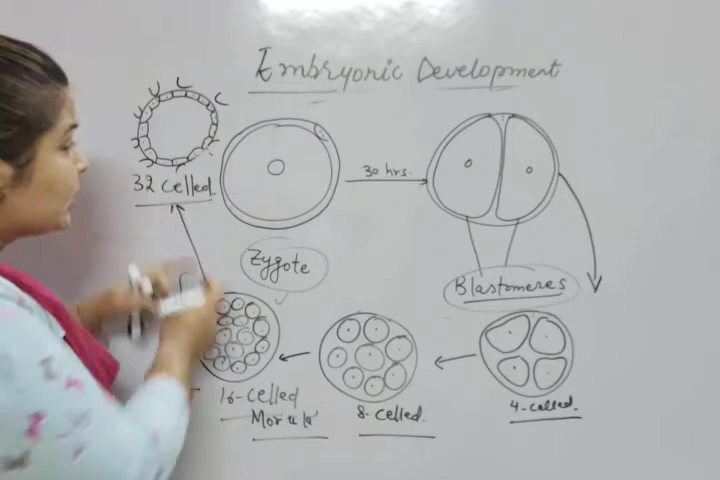 Embryonic Development
30 hrs.
32 celled
Zygote
Blastomeres
16-celled
Morula
8-celled.
4-celled.